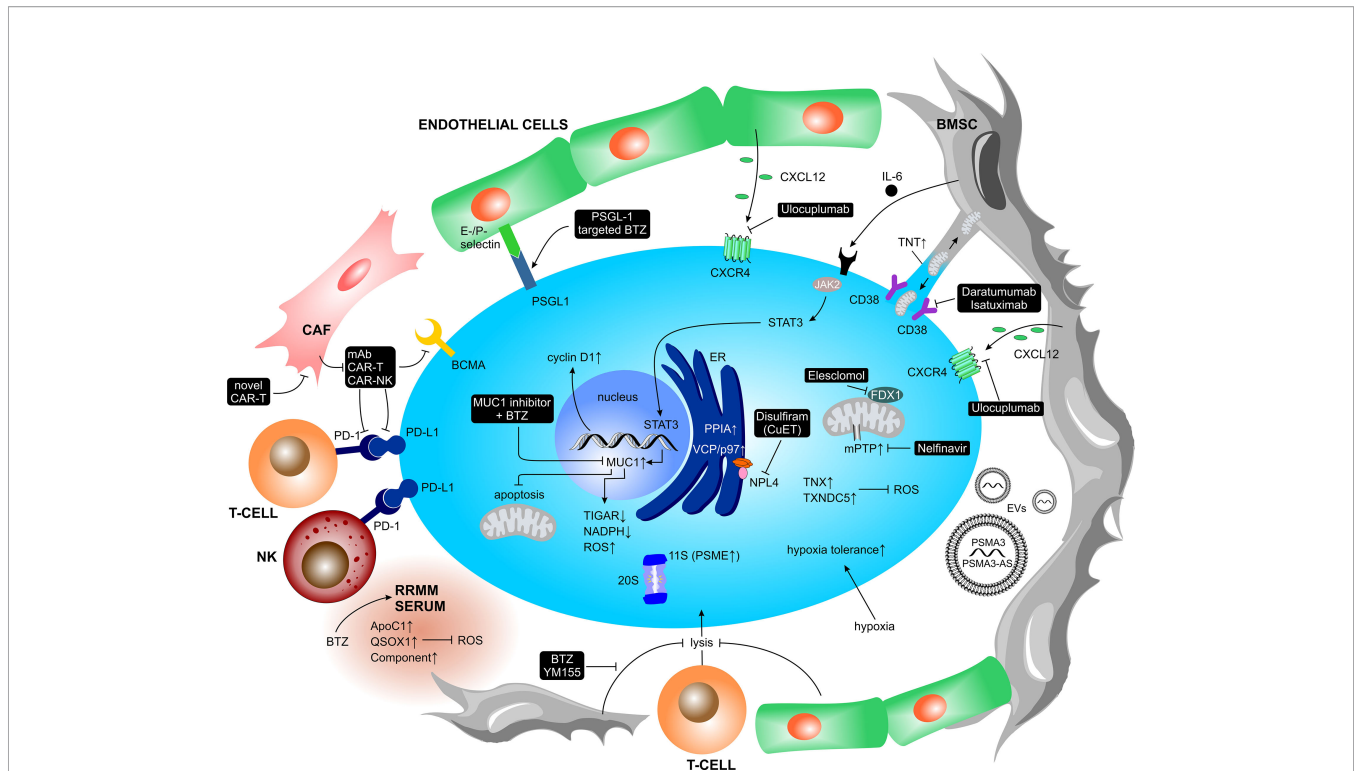 ENDOTHELIAL CELLS
BMSC
CXCL12
IL-6
Ulocuplumab
E-/P-
selectin
PSGL-1
targeted BTZ
TNT↑
CXCR4
JAK2
CD38
Daratumumab
Isatuximab
PSGL1
CD38
STAT3
CAF
CXCL12
mAb
CAR-T
CAR-NK
BCMA
cyclin D1↑
ER
CXCR4
novel
CAR-T
Elesclomol
FDX1
nucleus
MUC1 inhibitor
+ BTZ
Disulfiram
(CuET)
Ulocuplumab
STAT3
PPIA↑
PD-1
PD-L1
VCP/p97↑
mPTP↑
Nelfinavir
MUC1↑
NPL4
TNX↑
TXNDC5↑
ROS
PD-L1
apoptosis
T-CELL
PD-1
EVs
TIGAR↓
NADPH↓
ROS↑
PSMA3
PSMA3-AS
NK
11S (PSME↑)
20S
hypoxia tolerance↑
RRMM
SERUM
BTZ
ApoC1↑
QSOX1↑
Component↑
ROS
hypoxia
lysis
BTZ
YM155
T-CELL